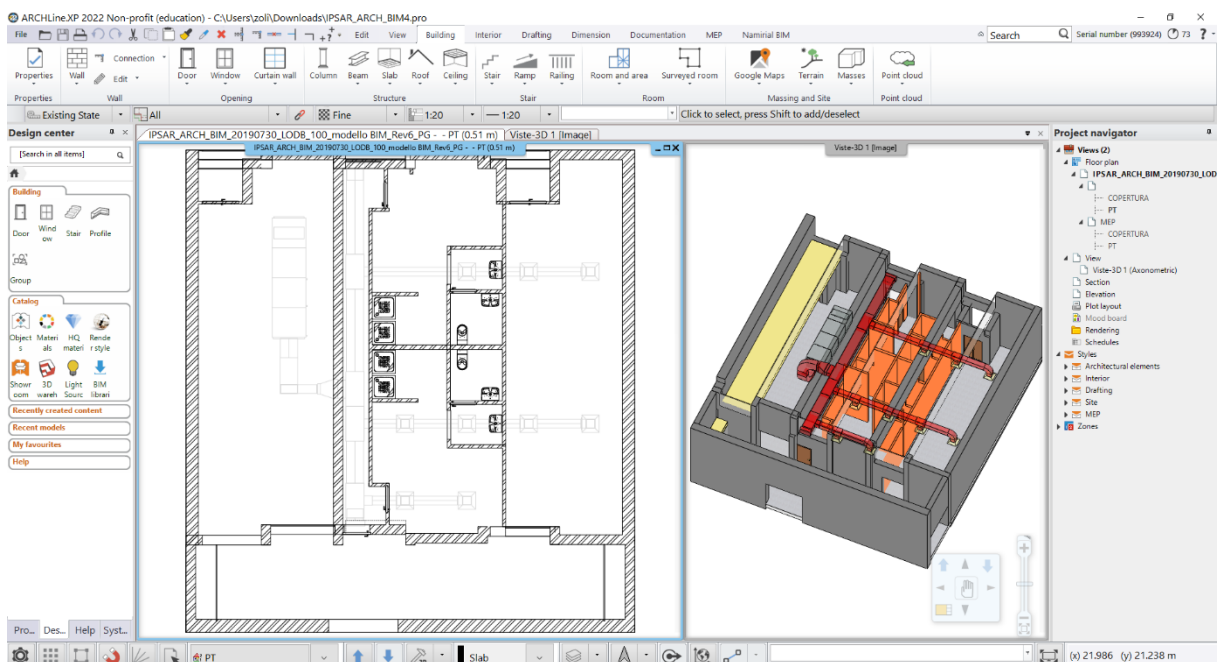 ARCHLine.XP 2022 Non-profit (education) - C:\Users\zoli\Downloads\IPSAR_ARCH_BIM4.pro
File Edit View Building Interior Drafting Dimension Documentation MEP Namirial BIM Search Serial number (993924) 73 ?
Properties Wall Connection Edit Door Window Curtain wall Column Beam Slab Roof Ceiling Stair Ramp Railing Room and area Surveyed room Google Maps Terrain Masses Point cloud
Properties Wall Opening Structure Stair Room Massing and Site Point cloud
Existing State All Fine 1:20 1:20 Click to select, press Shift to add/deselect
Design center
[Search in all items]
Building
Door Wind ow Stair Profile
Group
Catalog
Object s Materi als HQ materi Rende r style
Showr oom 3D wareh Light Sourc BIM librari
Recently created content
Recent models
My favourites
Help
Pro... Des... Help Syst...
IPSAR_ARCH_BIM_20190730_LODB_100_modello BIM_Rev6_PG - - PT (0.51 m) Viste-3D 1 [Image]
IPSAR_ARCH_BIM_20190730_LODB_100_modello BIM_Rev6_PG - - PT (0.51 m)
Viste-3D 1 [Image]
Project navigator
Views (2)
Floor plan
IPSAR_ARCH_BIM_20190730_LOD
COPERTURA
PT
MEP
COPERTURA
PT
View
Viste-3D 1 (Axonometric)
Section
Elevation
Plot layout
Mood board
Rendering
Schedules
Styles
Architectural elements
Interior
Drafting
Site
MEP
Zones
PT Slab (x) 21.986 (y) 21.238 m